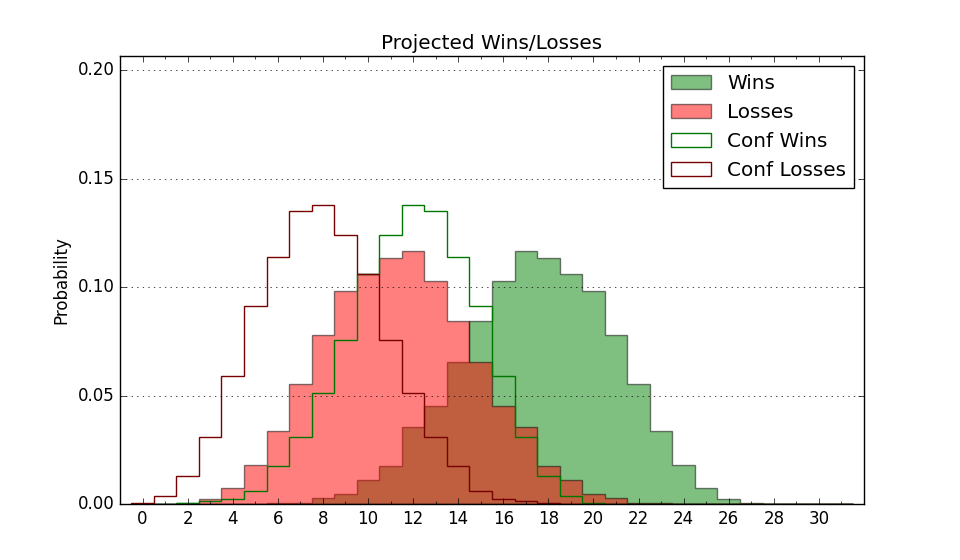 Projected Wins/Losses
0.20
0.15
0.10
0.05
0.00
Probability
Wins
Losses
Conf Wins
Conf Losses
0 2 4 6 8 10 12 14 16 18 20 22 24 26 28 30